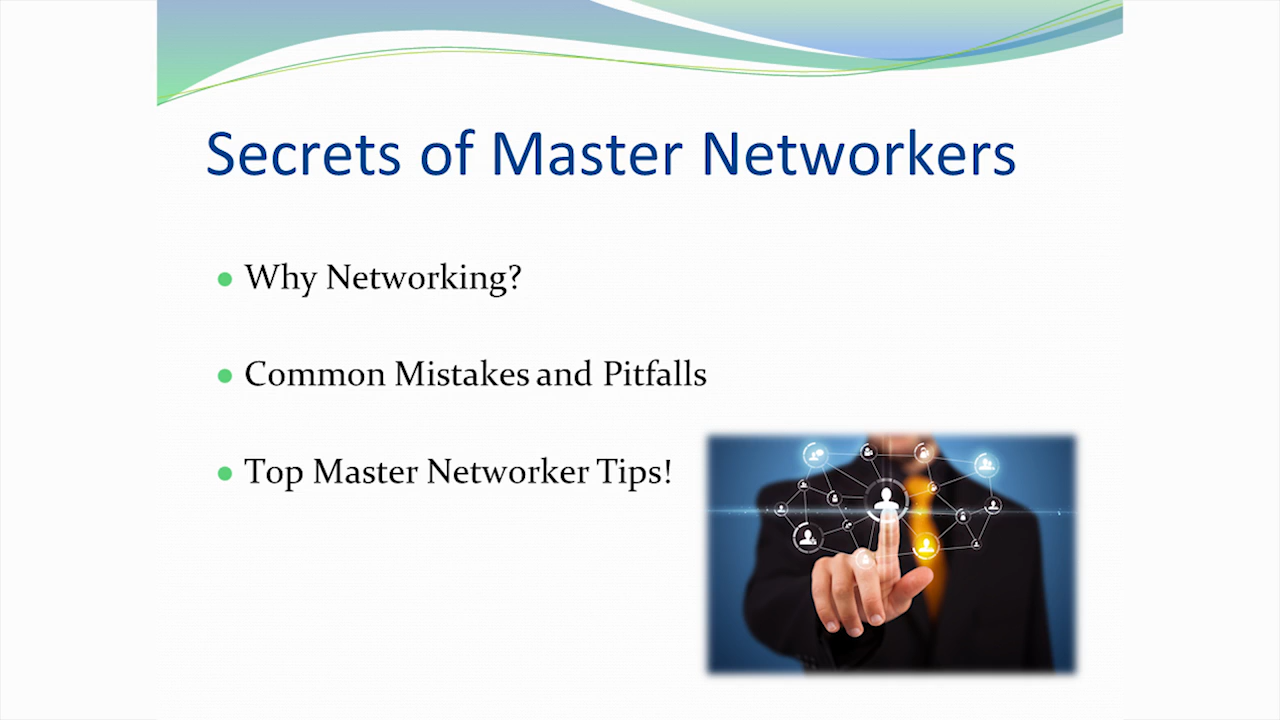 Secrets of Master Networkers
Why Networking?
Common Mistakes and Pitfalls
Top Master Networker Tips!